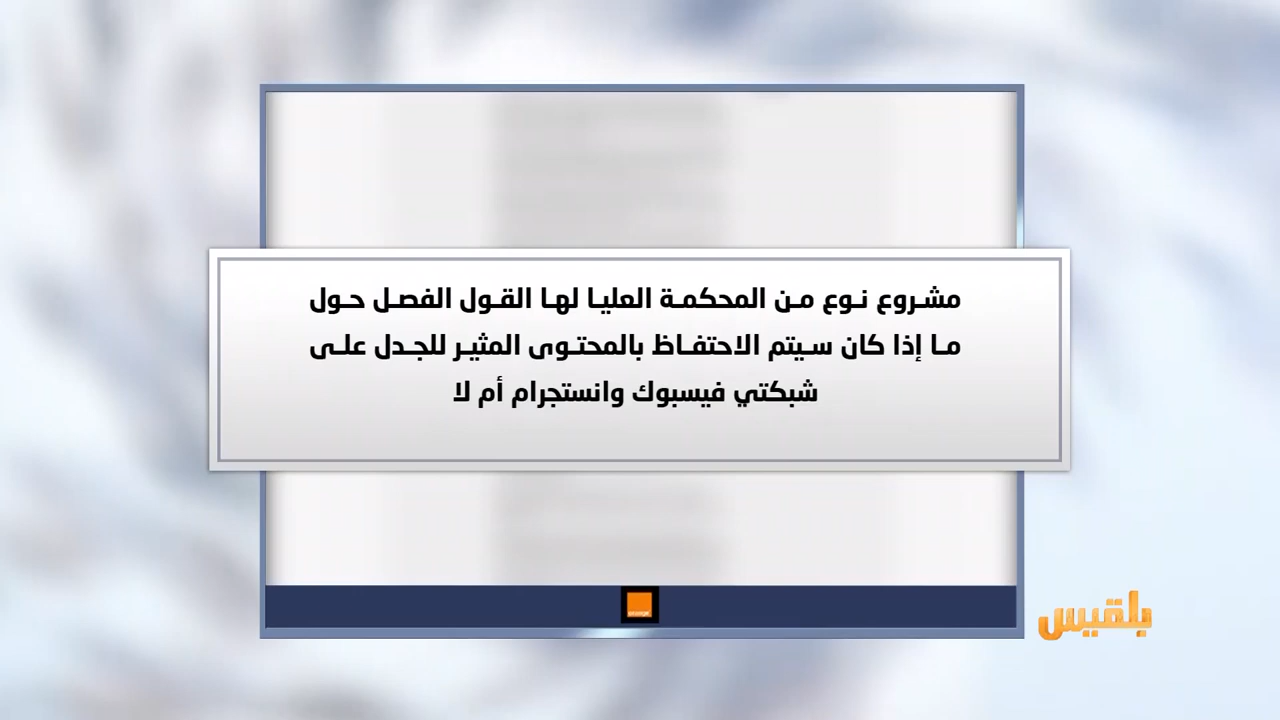 مشروع نوع من المحكمة العليا لها القول الفصل حول
ما إذا كان سيتم الاحتفاظ بالمحتوى المثير للجدل على
شبكتي فيسبوك وانستجرام أم لا
بلقيس